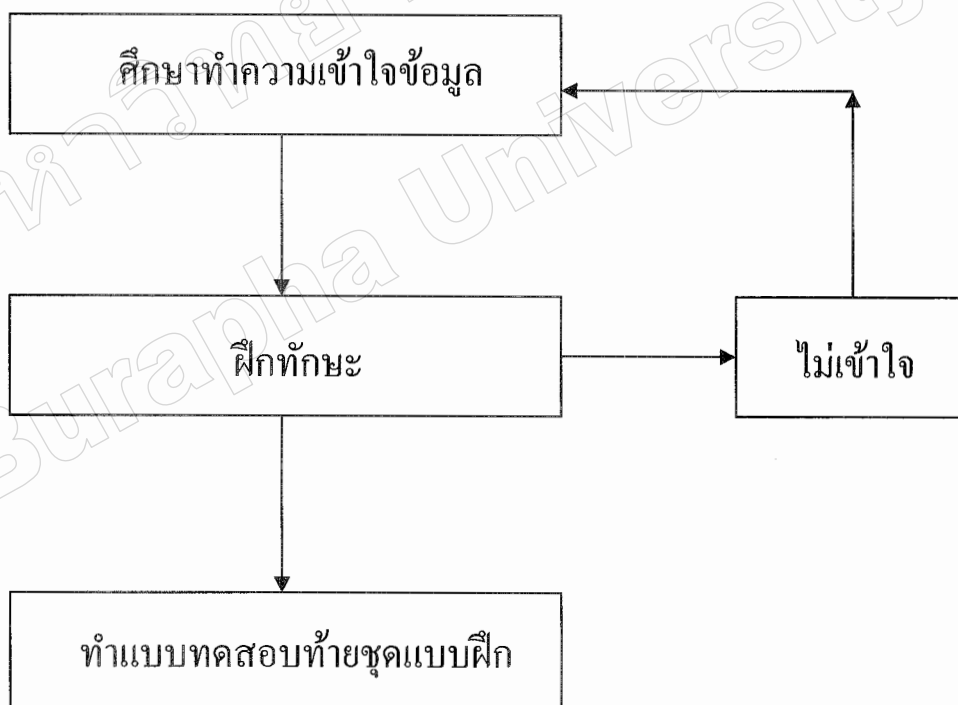 ศึกษาทำความเข้าใจข้อมูล
ฝึกทักษะ
ไม่เข้าใจ
ทำแบบทดสอบท้ายชุดแบบฝึก
Burapha University